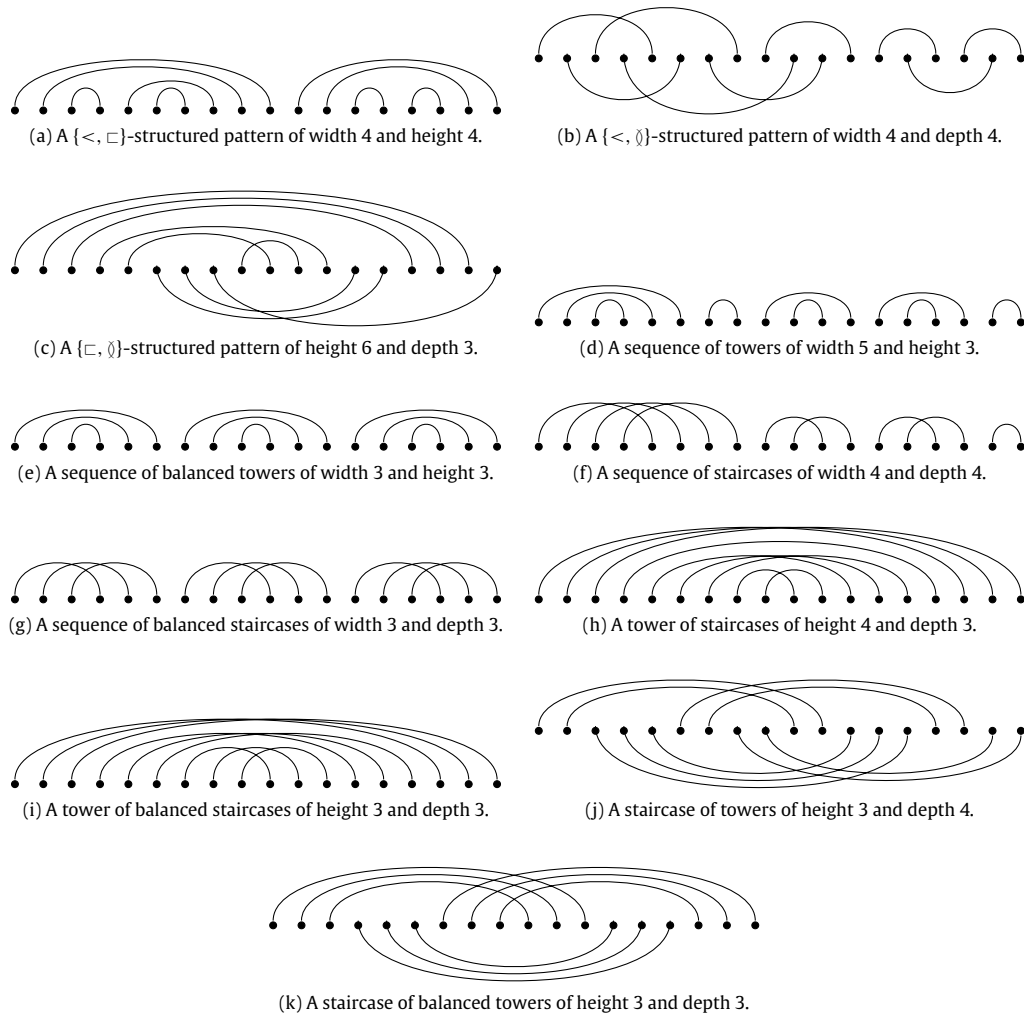 (a) A {<, ⊏}-structured pattern of width 4 and height 4.
(b) A {<, ≬}-structured pattern of width 4 and depth 4.
(c) A {⊏, ≬}-structured pattern of height 6 and depth 3.
(d) A sequence of towers of width 5 and height 3.
(e) A sequence of balanced towers of width 3 and height 3.
(f) A sequence of staircases of width 4 and depth 4.
(g) A sequence of balanced staircases of width 3 and depth 3.
(h) A tower of staircases of height 4 and depth 3.
(i) A tower of balanced staircases of height 3 and depth 3.
(j) A staircase of towers of height 3 and depth 4.
(k) A staircase of balanced towers of height 3 and depth 3.